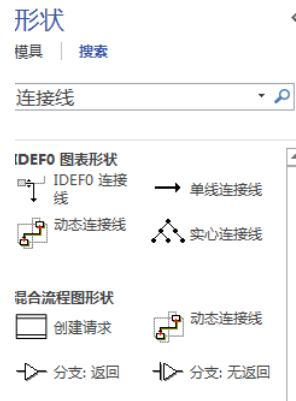 形状
模具 搜索
连接线
IDEF0 图表形状
IDEF0 连接
线
单线连接线
动态连接线
实心连接线
混合流程图形状
创建请求
动态连接线
分支: 返回
分支: 无返回